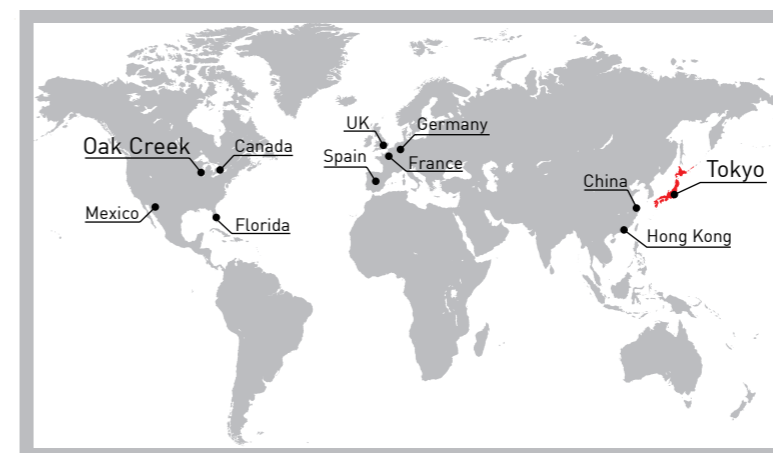 UK
Germany
Oak Creek
Canada
Spain
France
China
Tokyo
Mexico
Florida
Hong Kong